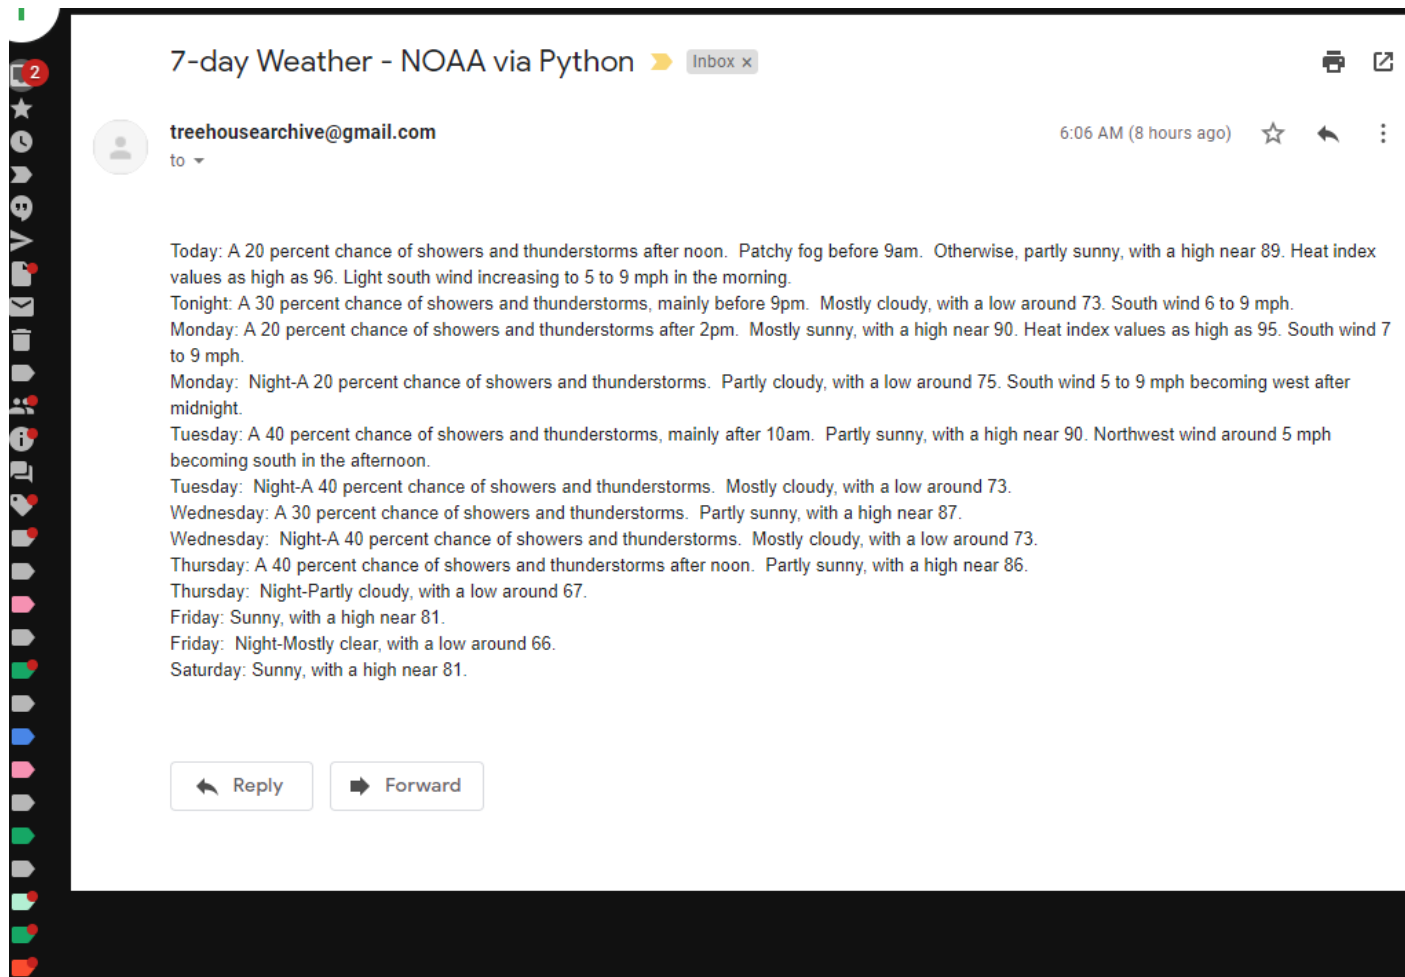 2
7-day Weather - NOAA via Python
Inbox x
treehousearchive@gmail.com
6:06 AM (8 hours ago)
to
Today: A 20 percent chance of showers and thunderstorms after noon.  Patchy fog before 9am.  Otherwise, partly sunny, with a high near 89. Heat index
values as high as 96. Light south wind increasing to 5 to 9 mph in the morning.
Tonight: A 30 percent chance of showers and thunderstorms, mainly before 9pm.  Mostly cloudy, with a low around 73. South wind 6 to 9 mph.
Monday: A 20 percent chance of showers and thunderstorms after 2pm.  Mostly sunny, with a high near 90. Heat index values as high as 95. South wind 7
to 9 mph.
Monday:  Night-A 20 percent chance of showers and thunderstorms.  Partly cloudy, with a low around 75. South wind 5 to 9 mph becoming west after
midnight.
Tuesday: A 40 percent chance of showers and thunderstorms, mainly after 10am.  Partly sunny, with a high near 90. Northwest wind around 5 mph
becoming south in the afternoon.
Tuesday:  Night-A 40 percent chance of showers and thunderstorms.  Mostly cloudy, with a low around 73.
Wednesday: A 30 percent chance of showers and thunderstorms.  Partly sunny, with a high near 87.
Wednesday:  Night-A 40 percent chance of showers and thunderstorms.  Mostly cloudy, with a low around 73.
Thursday: A 40 percent chance of showers and thunderstorms after noon.  Partly sunny, with a high near 86.
Thursday:  Night-Partly cloudy, with a low around 67.
Friday: Sunny, with a high near 81.
Friday:  Night-Mostly clear, with a low around 66.
Saturday: Sunny, with a high near 81.
Reply
Forward